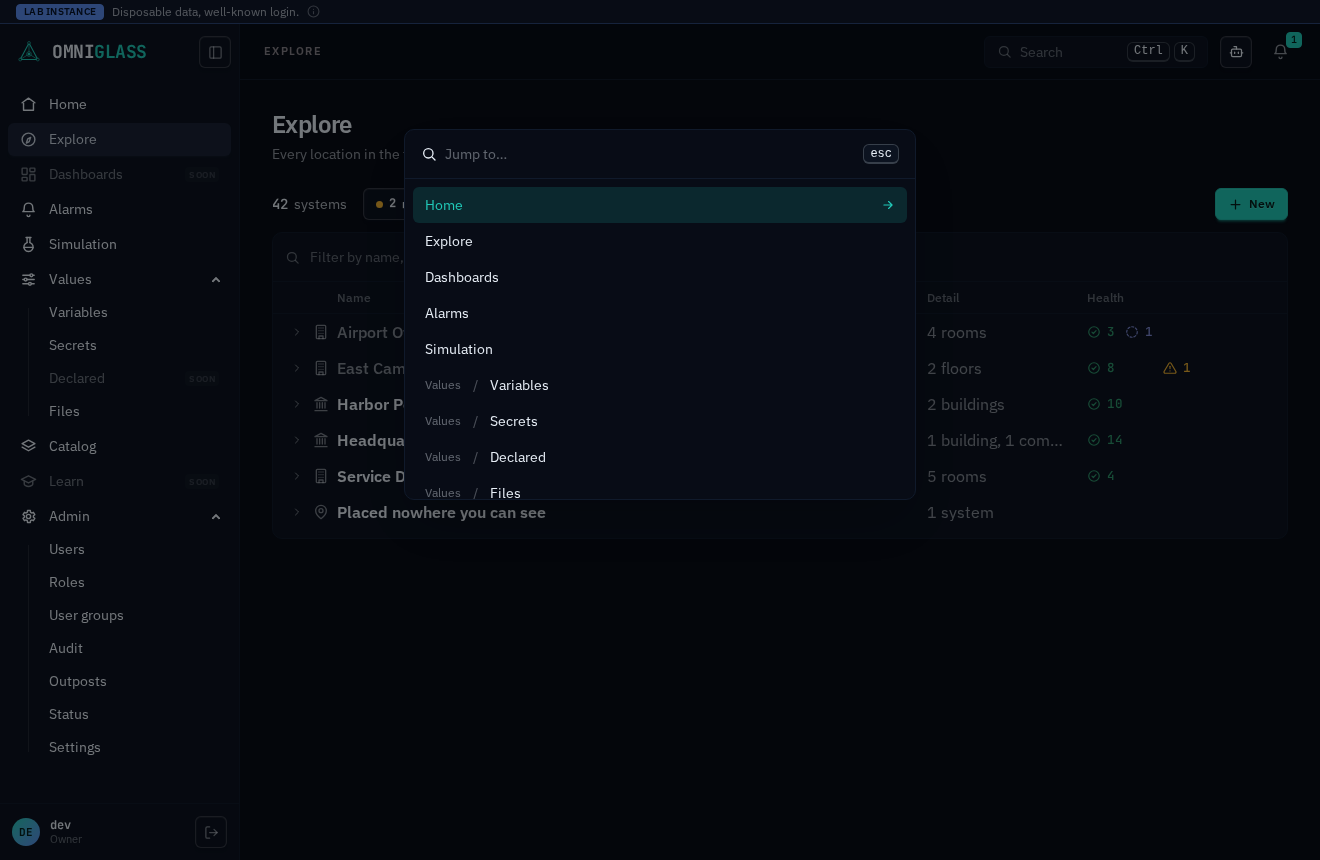 LAB INSTANCE Disposable data, well-known login.
OMNIGLASS
EXPLORE
Search Ctrl K
1
Home
Explore
Dashboards SOON
Alarms
Simulation
Values
Variables
Secrets
Declared SOON
Files
Catalog
Learn SOON
Admin
Users
Roles
User groups
Audit
Outposts
Status
Settings
DE dev
Owner
Explore
Every location in the
42 systems 2
New
Filter by name,
Name Detail Health
Airport O 4 rooms 3 1
East Cam 2 floors 8 1
Harbor P 2 buildings 10
Headqua 1 building, 1 com... 14
Service D 5 rooms 4
Placed nowhere you can see 1 system
Jump to... esc
Home
Explore
Dashboards
Alarms
Simulation
Values / Variables
Values / Secrets
Values / Declared
Values / Files